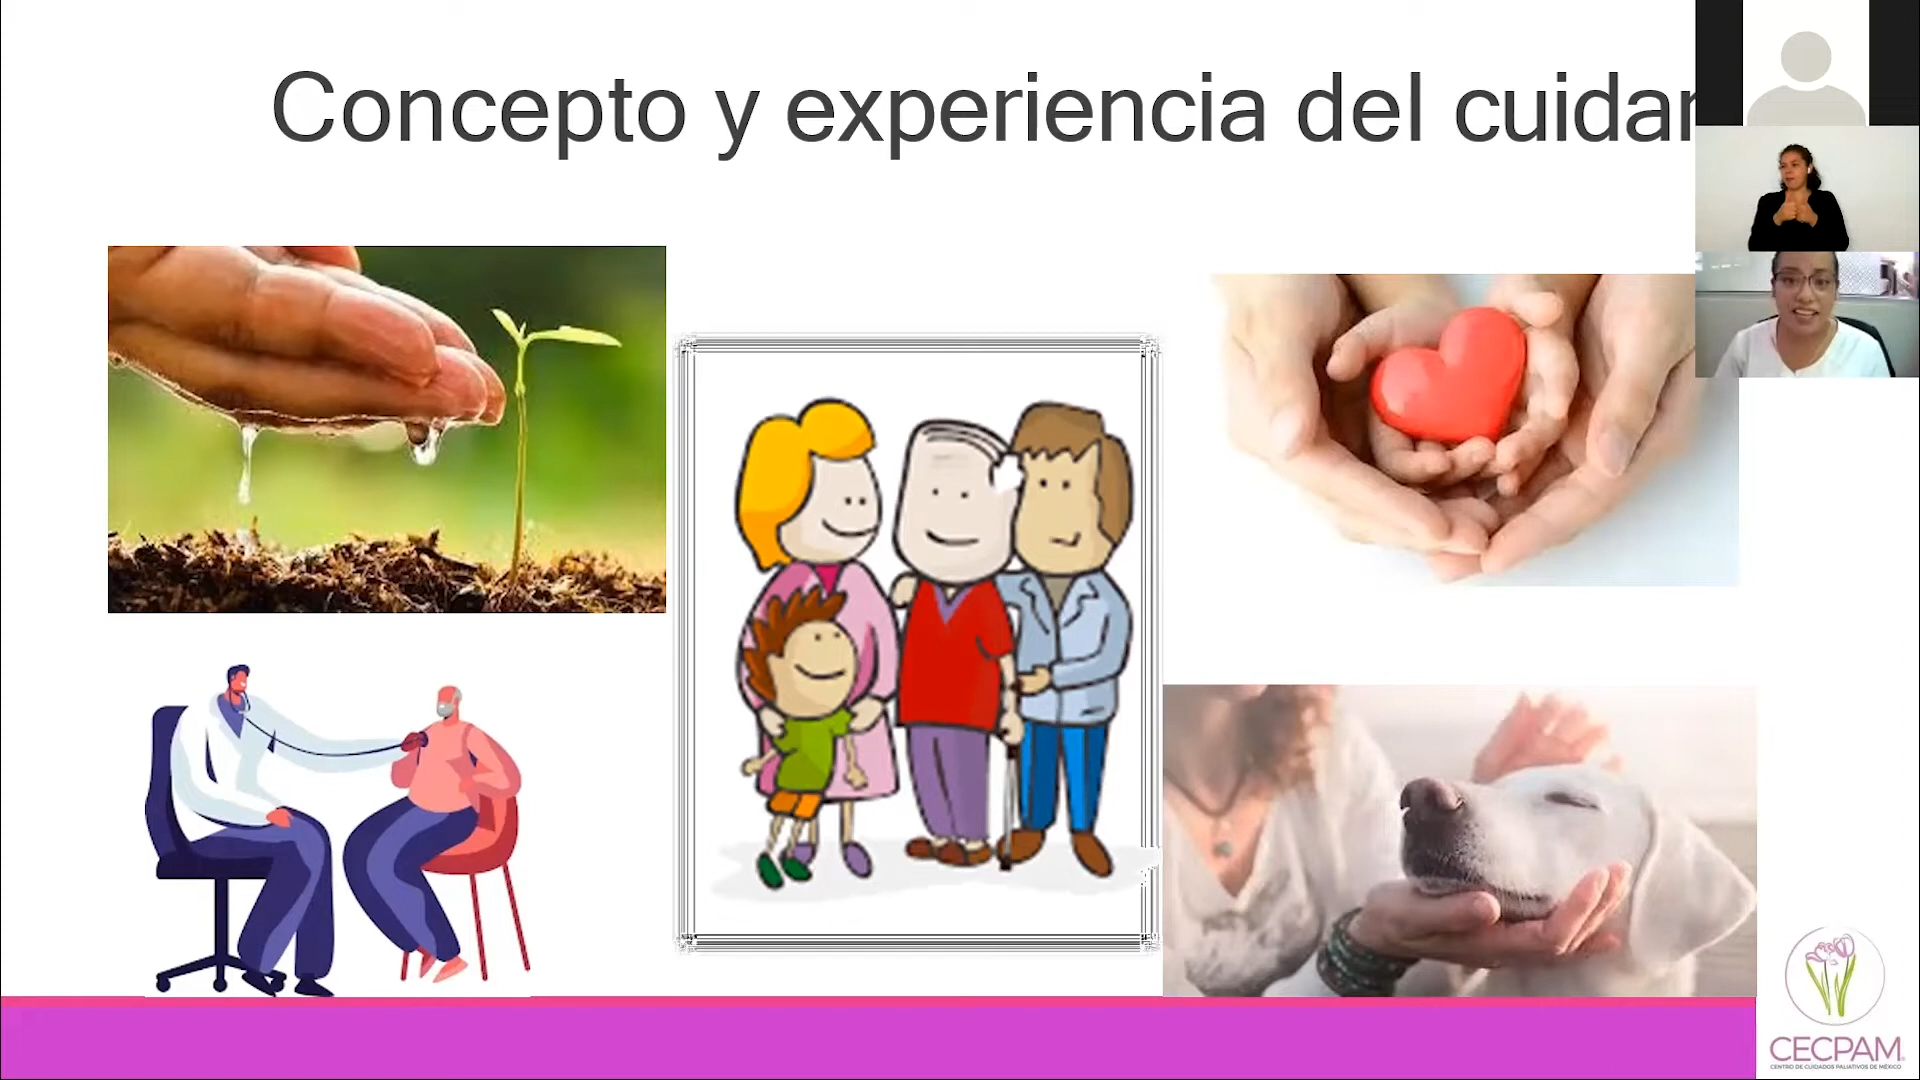 Concepto y experiencia del cuidar
CECPAM
CENTRO DE CUIDADOS PALIATIVOS DE MÉXICO